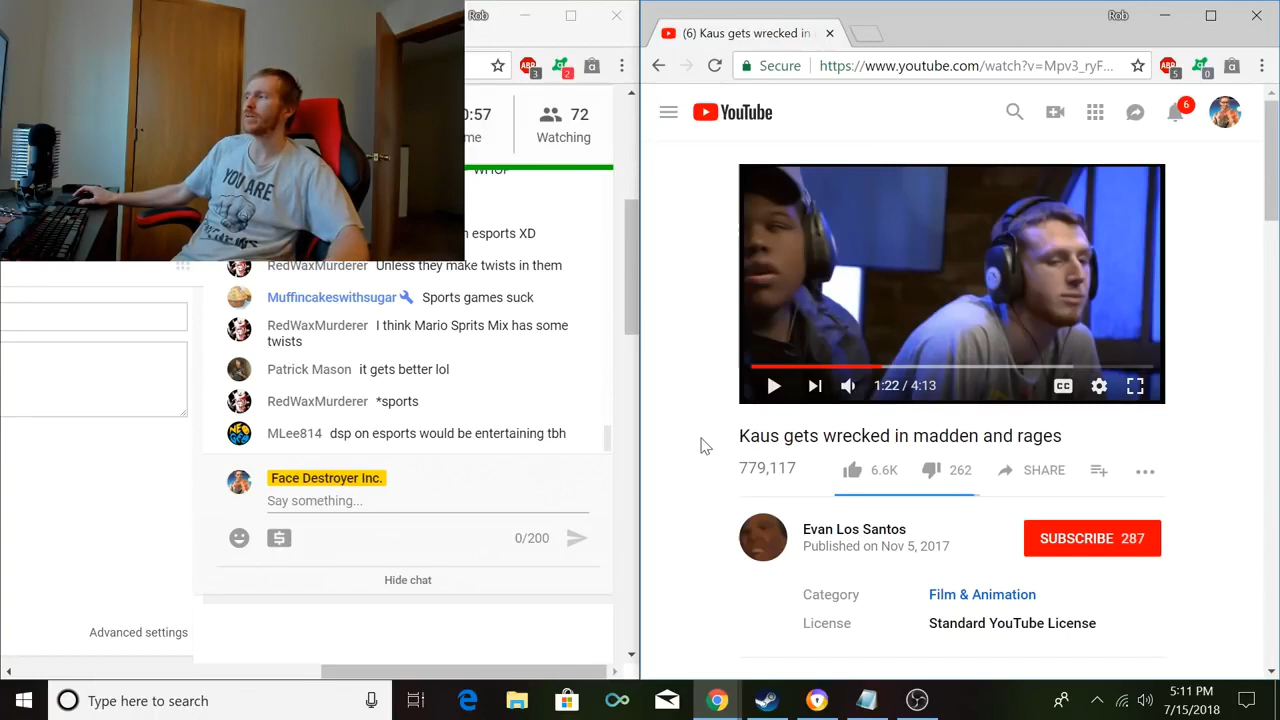 Rob
3
2
:57
me
72
Watching
n esports XD
RedWaxMurderer Unless they make twists in them
Muffincakeswithsugar Sports games suck
RedWaxMurderer I think Mario Sprits Mix has some
twists
Patrick Mason it gets better lol
RedWaxMurderer *sports
MLee814 dsp on esports would be entertaining tbh
Face Destroyer Inc.
Say something...
0/200
Hide chat
Advanced settings
YOU ARE
Rob
(6) Kaus gets wrecked in
Secure https://www.youtube.com/watch?v=Mpv3_ryF...
ABP
5
0
YouTube
6
1:22 / 4:13
CC
Kaus gets wrecked in madden and rages
779,117
6.6K
262
SHARE
Evan Los Santos
Published on Nov 5, 2017
SUBSCRIBE 287
Category Film & Animation
License Standard YouTube License
Type here to search
5:11 PM
7/15/2018